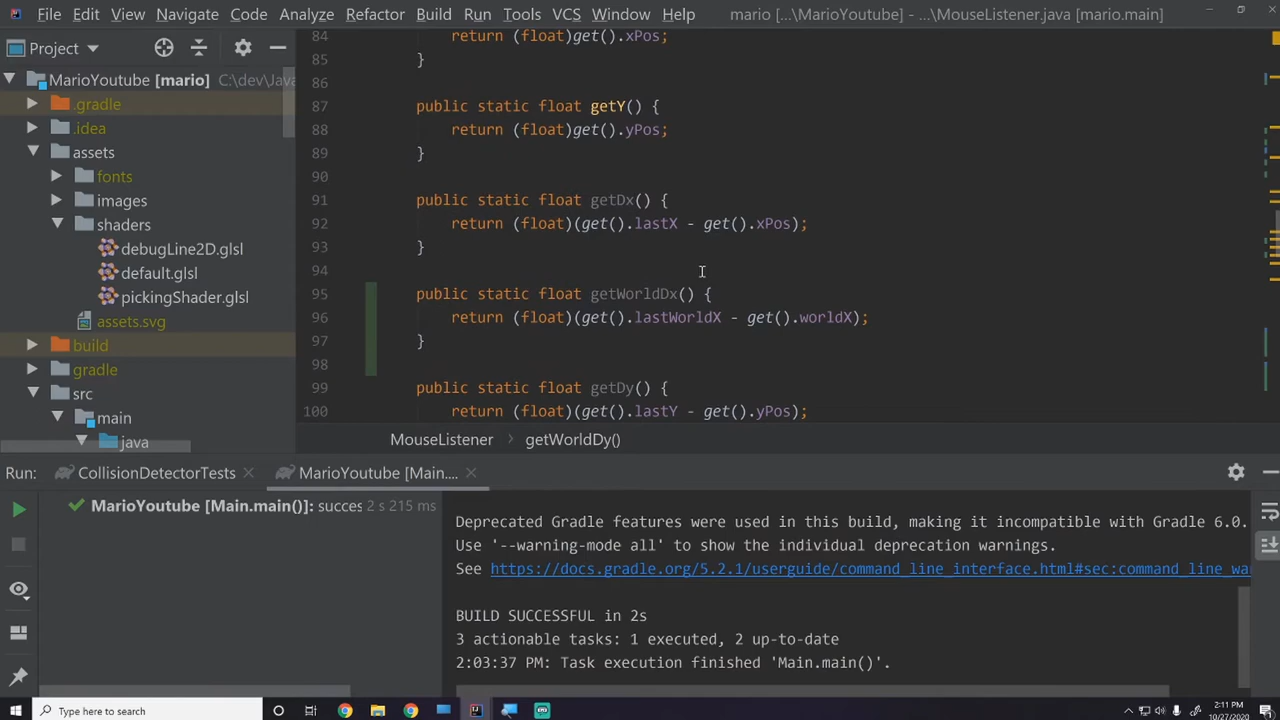 File Edit View Navigate Code Analyze Refactor Build Run Tools VCS Window Help mario [...\MarioYoutube] - ...\MouseListener.java [mario.main]
Project
MarioYoutube [mario] C:\dev\Java
.gradle
.idea
assets
fonts
images
shaders
debugLine2D.glsl
default.glsl
pickingShader.glsl
assets.svg
build
gradle
src
main
java
84 return (float)get().xPos;
85 }
86
87 public static float getY() {
88 return (float)get().yPos;
89 }
90
91 public static float getDx() {
92 return (float)(get().lastX - get().xPos);
93 }
94
95 public static float getWorldDx() {
96 return (float)(get().lastWorldX - get().worldX);
97 }
98
99 public static float getDy() {
100 return (float)(get().lastY - get().yPos);
MouseListener > getWorldDy()
Run: CollisionDetectorTests × MarioYoutube [Main.... ×
MarioYoutube [Main.main()]: succes 2 s 215 ms
Deprecated Gradle features were used in this build, making it incompatible with Gradle 6.0.
Use '--warning-mode all' to show the individual deprecation warnings.
See https://docs.gradle.org/5.2.1/userguide/command_line_interface.html#sec:command_line_wa
BUILD SUCCESSFUL in 2s
3 actionable tasks: 1 executed, 2 up-to-date
2:03:37 PM: Task execution finished 'Main.main()'.
Type here to search
2:11 PM
10/27/2020